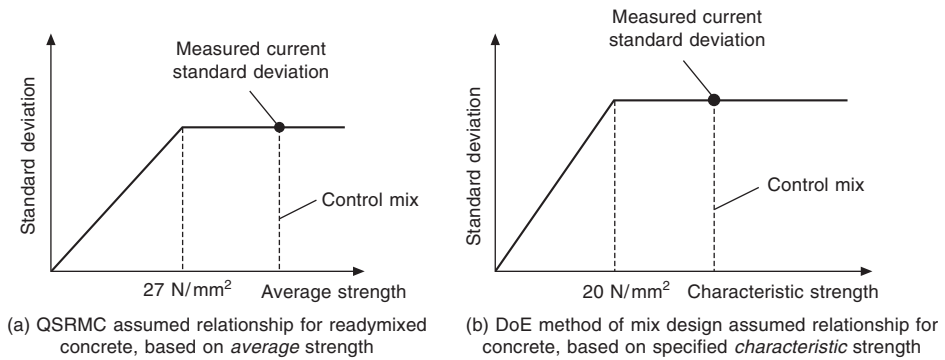 Standard deviation
Measured current
standard deviation
Control mix
27 N/mm²
Average strength
(a) QSRMC assumed relationship for readymixed
concrete, based on average strength
Standard deviation
Measured current
standard deviation
Control mix
20 N/mm²
Characteristic strength
(b) DoE method of mix design assumed relationship for
concrete, based on specified characteristic strength